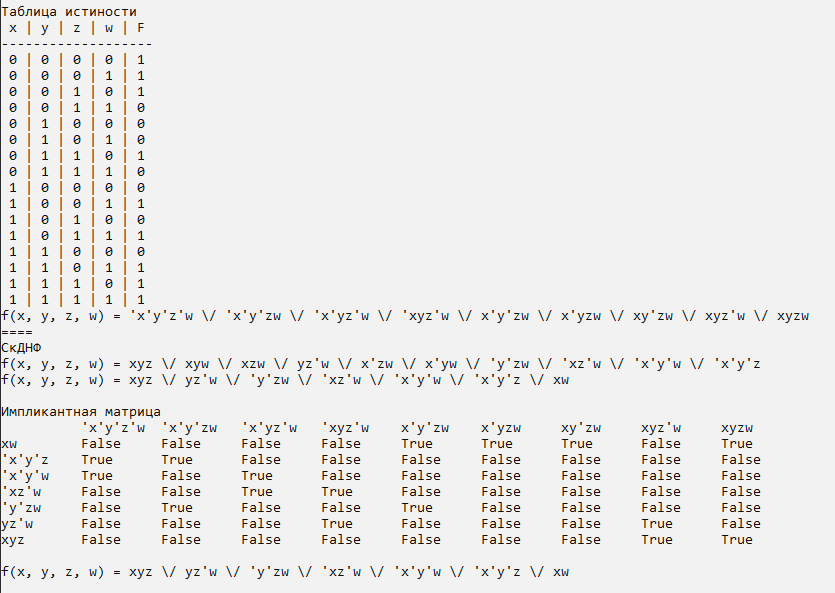 Таблица истиности
x | y | z | w | F
-------------------
0 | 0 | 0 | 0 | 1
0 | 0 | 0 | 1 | 1
0 | 0 | 1 | 0 | 1
0 | 0 | 1 | 1 | 0
0 | 1 | 0 | 0 | 0
0 | 1 | 0 | 1 | 0
0 | 1 | 1 | 0 | 1
0 | 1 | 1 | 1 | 0
1 | 0 | 0 | 0 | 0
1 | 0 | 0 | 1 | 1
1 | 0 | 1 | 0 | 0
1 | 0 | 1 | 1 | 1
1 | 1 | 0 | 0 | 0
1 | 1 | 0 | 1 | 1
1 | 1 | 1 | 0 | 1
1 | 1 | 1 | 1 | 1
f(x, y, z, w) = 'x'y'z'w \/ 'x'y'zw \/ 'x'yz'w \/ 'xyz'w \/ x'y'zw \/ x'yzw \/ xy'zw \/ xyz'w \/ xyzw
====
СкДНФ
f(x, y, z, w) = xyz \/ xyw \/ xzw \/ yz'w \/ x'zw \/ x'yw \/ 'y'zw \/ 'xz'w \/ 'x'y'w \/ 'x'y'z
f(x, y, z, w) = xyz \/ yz'w \/ 'y'zw \/ 'xz'w \/ 'x'y'w \/ 'x'y'z \/ xw
Импликантная матрица
'x'y'z'w 'x'y'zw 'x'yz'w 'xyz'w x'y'zw x'yzw xy'zw xyz'w xyzw
xw False False False False True True True False True
'x'y'z True True False False False False False False False
'x'y'w True False True False False False False False False
'xz'w False False True True False False False False False
'y'zw False True False False True False False False False
yz'w False False False True False False False True False
xyz False False False False False False False True True
f(x, y, z, w) = xyz \/ yz'w \/ 'y'zw \/ 'xz'w \/ 'x'y'w \/ 'x'y'z \/ xw